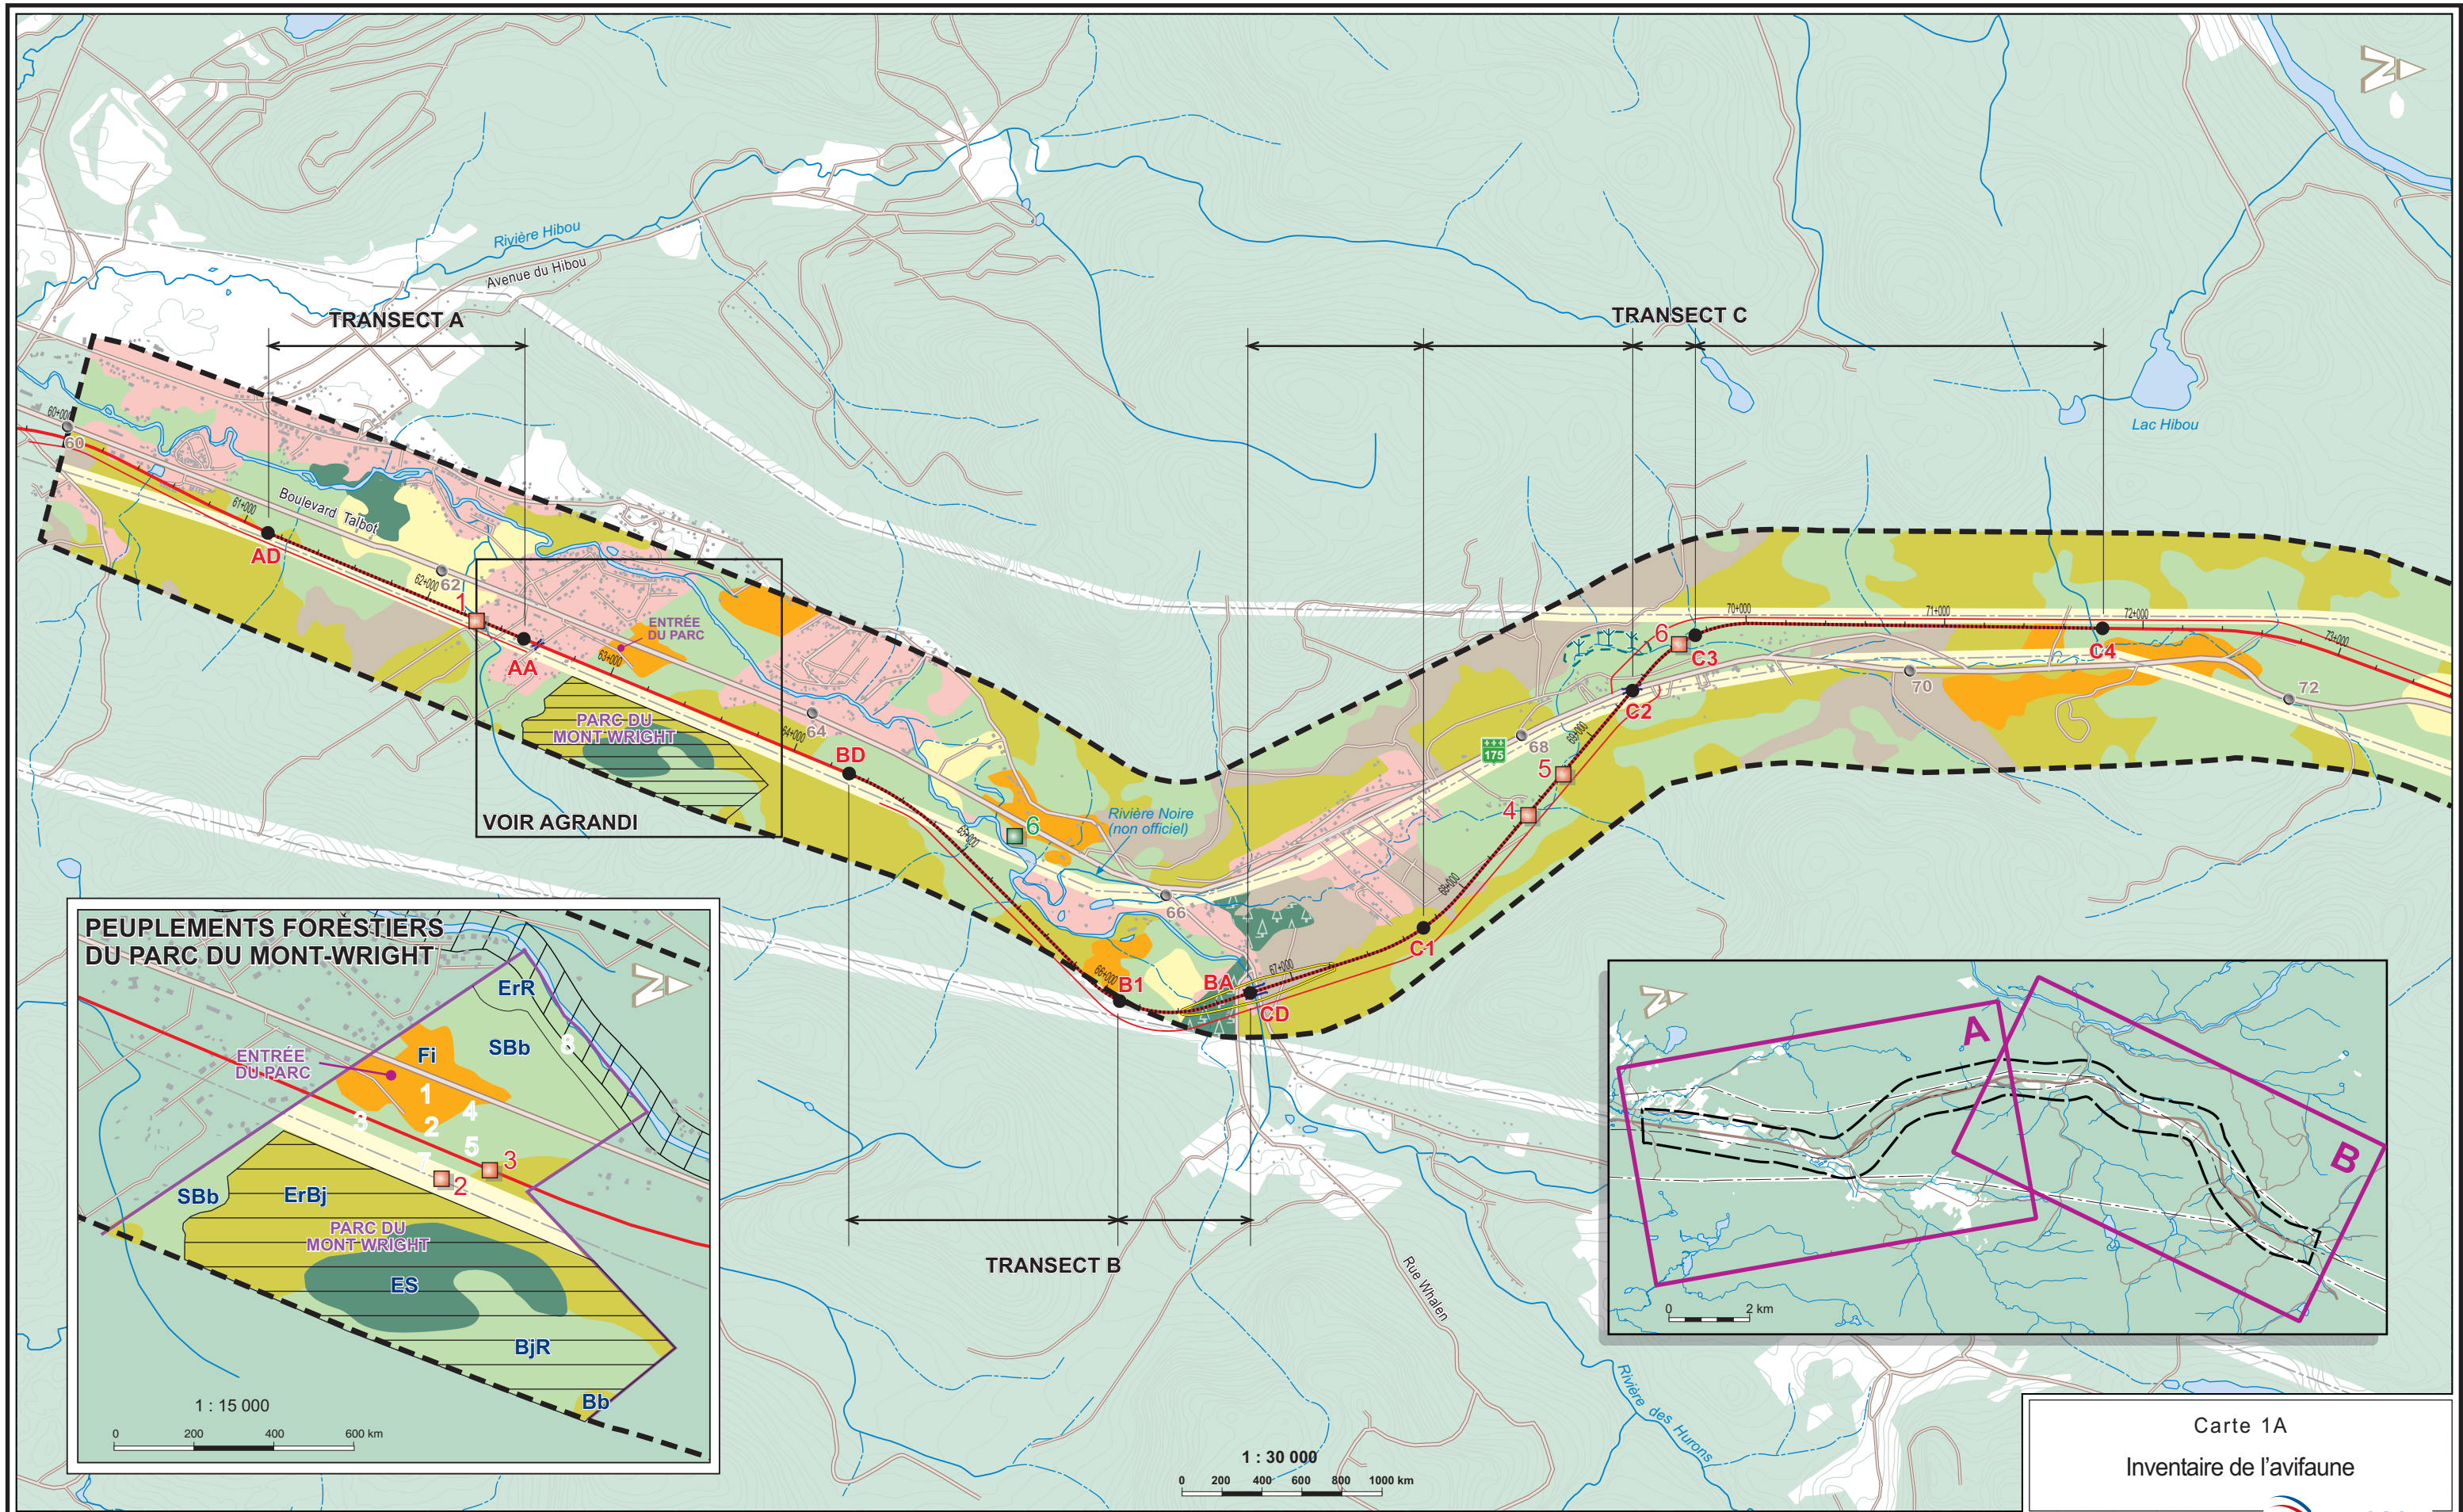 N
Rivière Hibou
Avenue du Hibou
TRANSECT A
TRANSECT C
Lac Hibou
60+000
60
61+000
Boulevard Talbot
AD
62+000
62
1
AA
ENTRÉE
DU PARC
63+000
PARC DU
MONT WRIGHT
64+000
64
BD
VOIR AGRANDI
65+000
6
Rivière Noire
(non officiel)
66
66+000
B1
BA
CD
67+000
C1
68+000
4
5
69+000
175
68
C2
6
C3
70+000
70
71+000
72+000
C4
72
73+000
TRANSECT B
Rue Whalen
Rivière des Hurons
PEUPLEMENTS FORESTIERS
DU PARC DU MONT-WRIGHT
N
ErR
SBb
8
Fi
ENTRÉE
DU PARC
1
2
3
4
5
7
3
2
SBb
ErBj
PARC DU
MONT WRIGHT
ES
BjR
Bb
1 : 15 000
0 200 400 600 km
1 : 30 000
0 200 400 600 800 1000 km
N
A
B
0 2 km
Carte 1A
Inventaire de l'avifaune